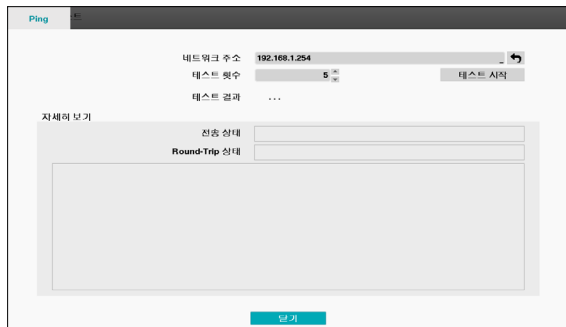 Ping
네트워크 주소 192.168.1.254 _
테스트 횟수 5 테스트 시작
테스트 결과 ...
자세히 보기
전송 상태
Round-Trip 상태
닫기